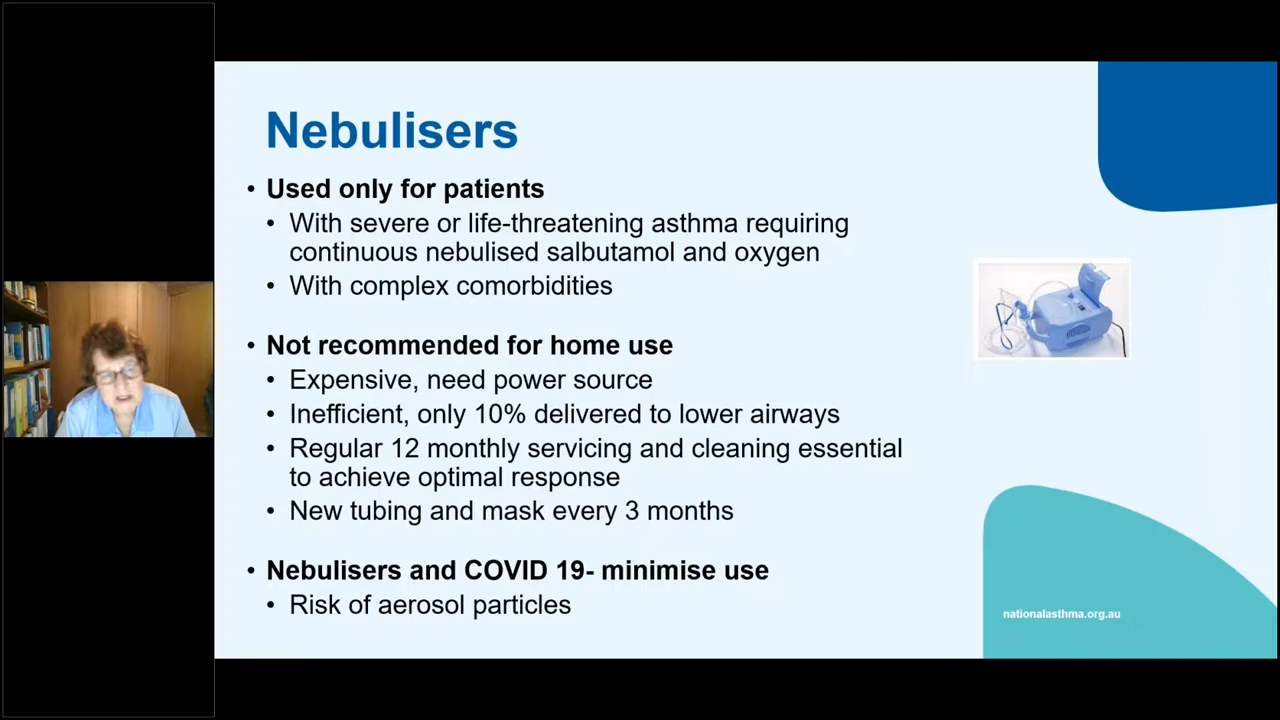 Nebulisers
• Used only for patients
• With severe or life-threatening asthma requiring
continuous nebulised salbutamol and oxygen
• With complex comorbidities
• Not recommended for home use
• Expensive, need power source
• Inefficient, only 10% delivered to lower airways
• Regular 12 monthly servicing and cleaning essential
to achieve optimal response
• New tubing and mask every 3 months
• Nebulisers and COVID 19- minimise use
• Risk of aerosol particles
nationalasthma.org.au